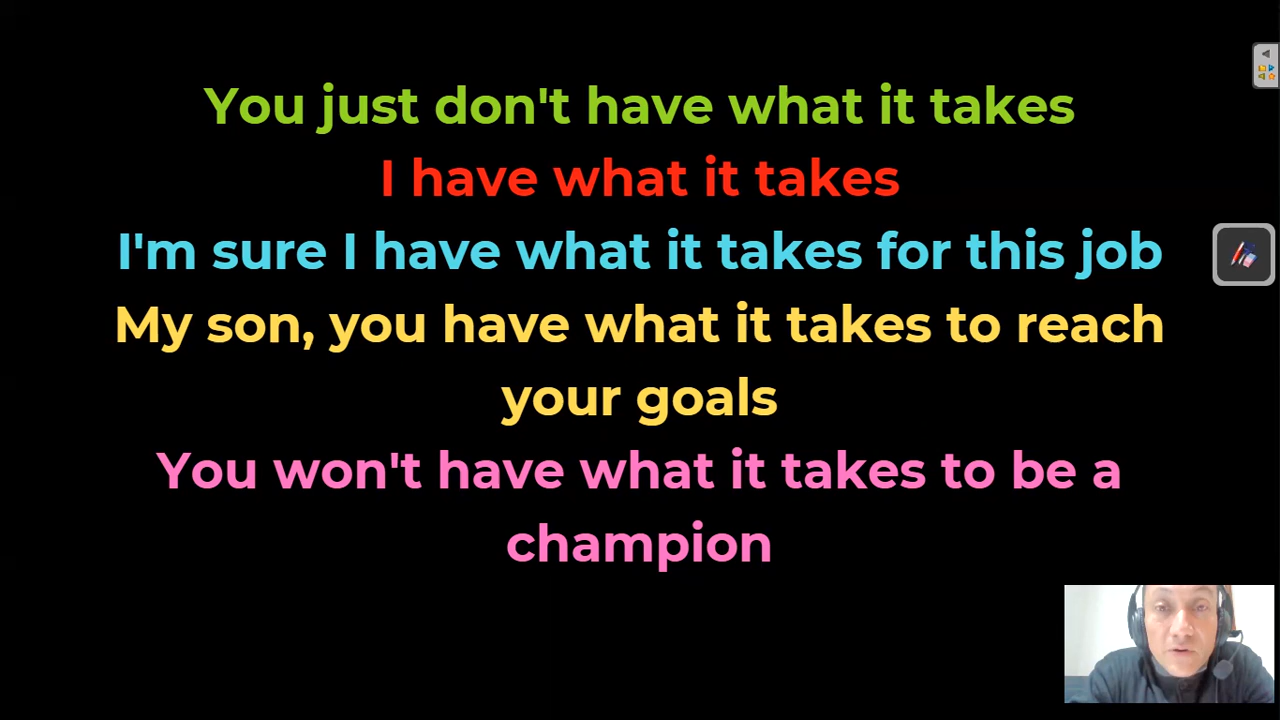 You just don't have what it takes
I have what it takes
I'm sure I have what it takes for this job
My son, you have what it takes to reach
your goals
You won't have what it takes to be a
champion